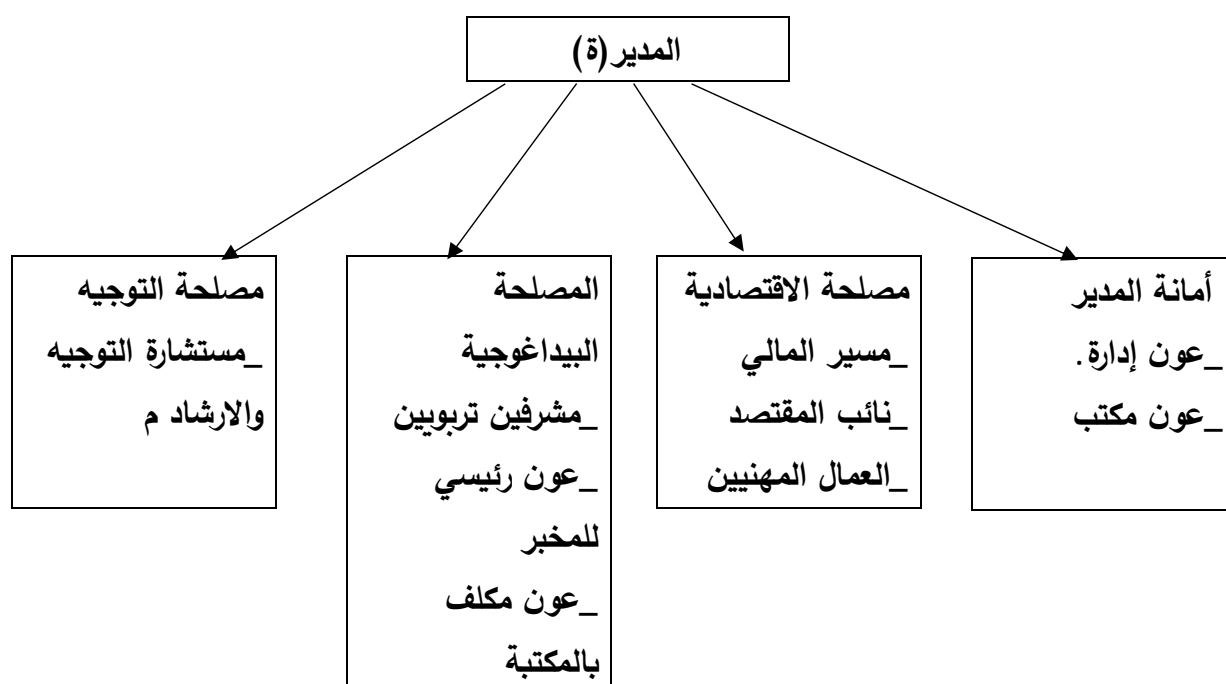 المدير(ة)
أمانة المدير
_عون إدارة.
_عون مكتب
مصلحة الاقتصادية
_مسير المالي
_نائب المقتصد
_العمال المهنيين
المصلحة
البيداغوجية
_مشرفين تربويين
_عون رئيسي
للمخبر
_عون مكلف
بالمكتبة
مصلحة التوجيه
_مستشارة التوجيه
والارشاد م